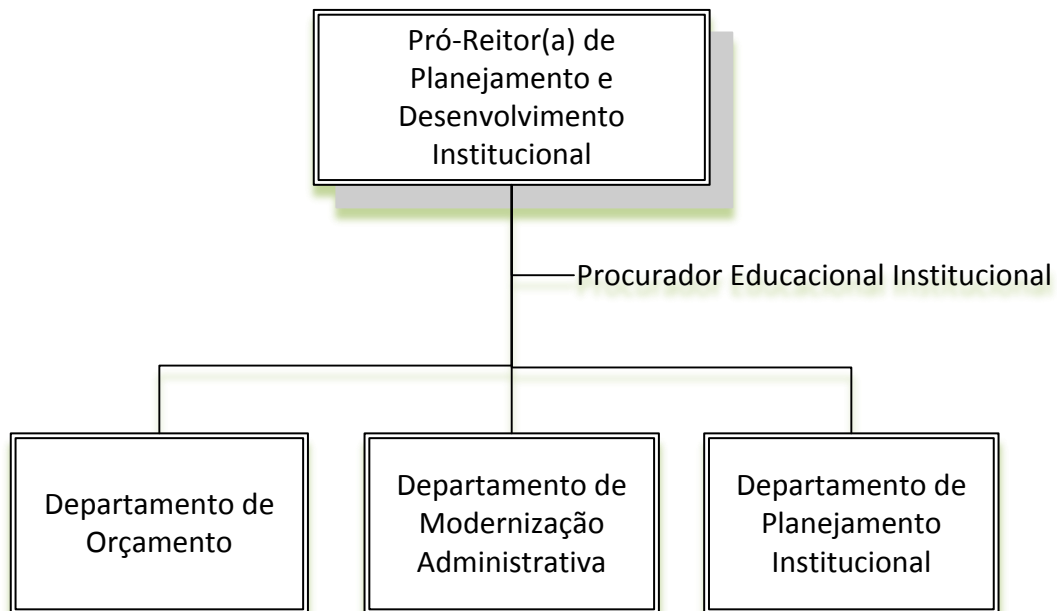 Pró-Reitor(a) de
Planejamento e
Desenvolvimento
Institucional
Procurador Educacional Institucional
Departamento de
Orçamento
Departamento de
Modernização
Administrativa
Departamento de
Planejamento
Institucional